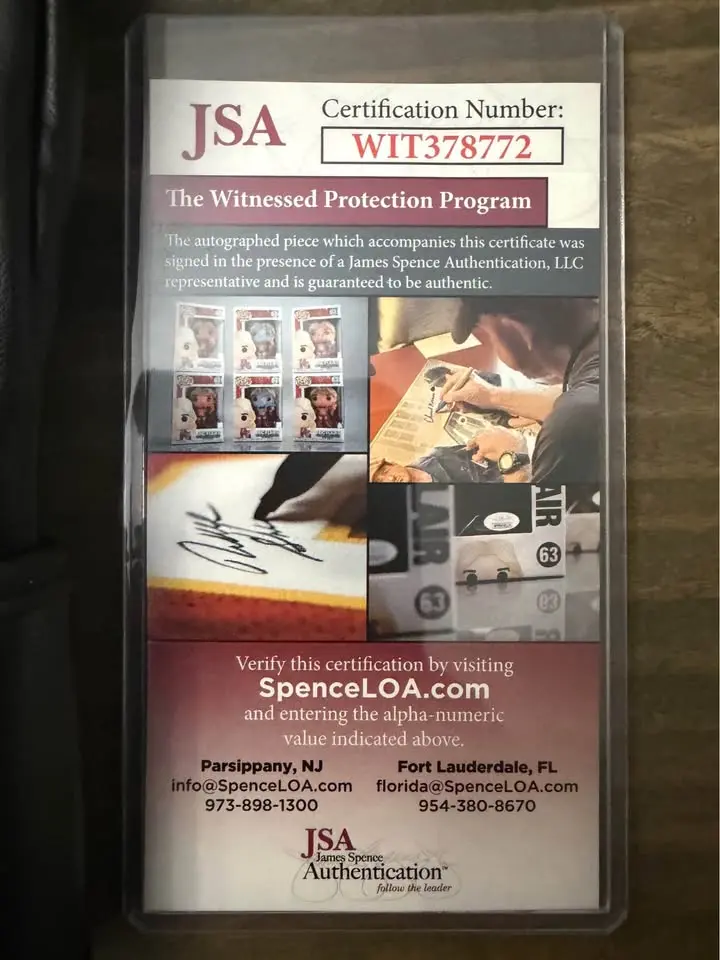 JSA
Certification Number:
WIT378772
The Witnessed Protection Program
The autographed piece which accompanies this certificate was
signed in the presence of a James Spence Authentication, LLC
representative and is guaranteed to be authentic.
AIR
63
LAIR
63
Verify this certification by visiting
SpenceLOA.com
and entering the alpha-numeric
value indicated above.
Parsippany, NJ
info@SpenceLOA.com
973-898-1300
Fort Lauderdale, FL
florida@SpenceLOA.com
954-380-8670
JSA
James Spence
Authentication™
follow the leader